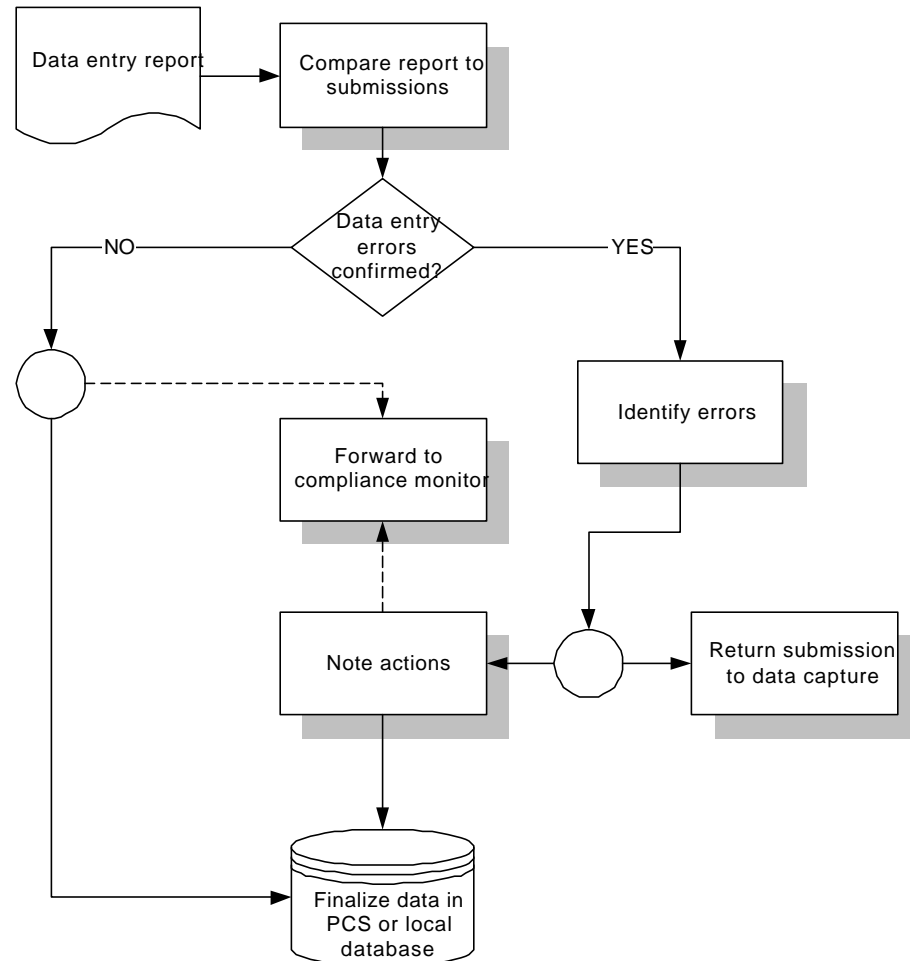 Data entry report
Compare report to
submissions
Data entry
errors
confirmed?
NO
YES
Identify errors
Forward to
compliance monitor
Note actions
Return submission
to data capture
Finalize data in
PCS or local
database